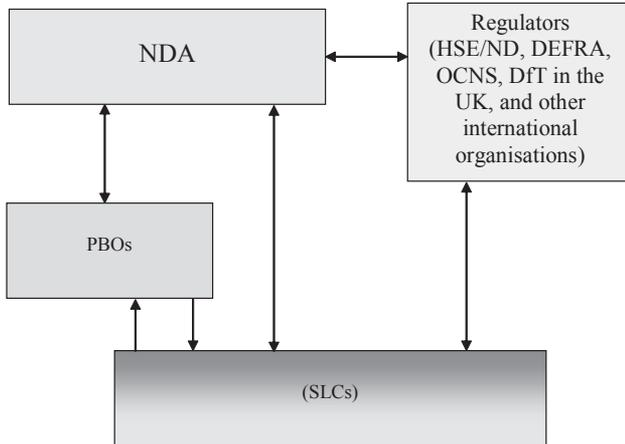 NDA
Regulators
(HSE/ND, DEFRA,
OCNS, DfT in the
UK, and other
international
organisations)
PBOs
(SLCs)